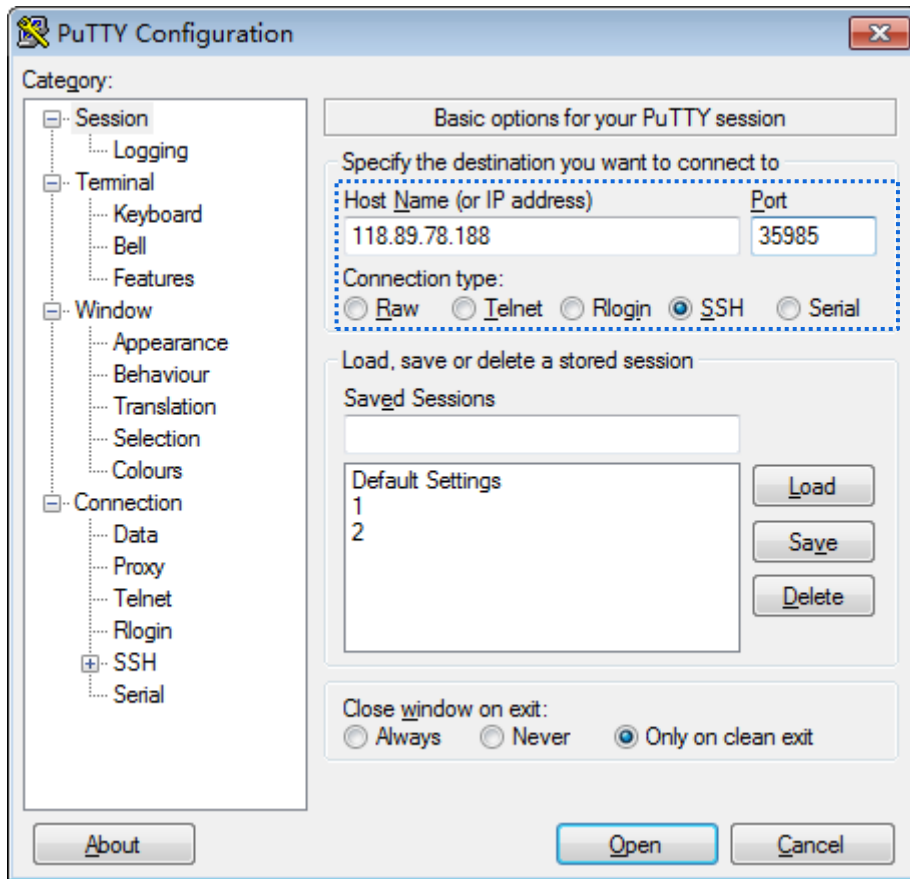 PuTTY Configuration
Category:
Session
Logging
Terminal
Keyboard
Bell
Features
Window
Appearance
Behaviour
Translation
Selection
Colours
Connection
Data
Proxy
Telnet
Rlogin
SSH
Serial
Basic options for your PuTTY session
Specify the destination you want to connect to
Host Name (or IP address) Port
118.89.78.188 35985
Connection type:
Raw Telnet Rlogin SSH Serial
Load, save or delete a stored session
Saved Sessions
Default Settings
1
2
Load
Save
Delete
Close window on exit:
Always Never Only on clean exit
About Open Cancel